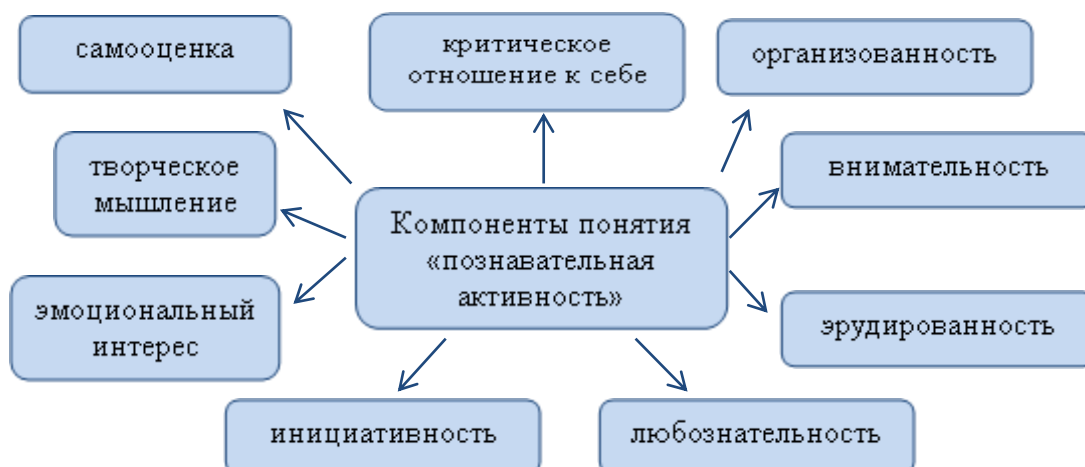 самооценка
критическое
отношение к себе
организованность
творческое
мышление
внимательность
Компоненты понятия
«познавательная
активность»
эмоциональный
интерес
эрудированность
инициативность
любознательность